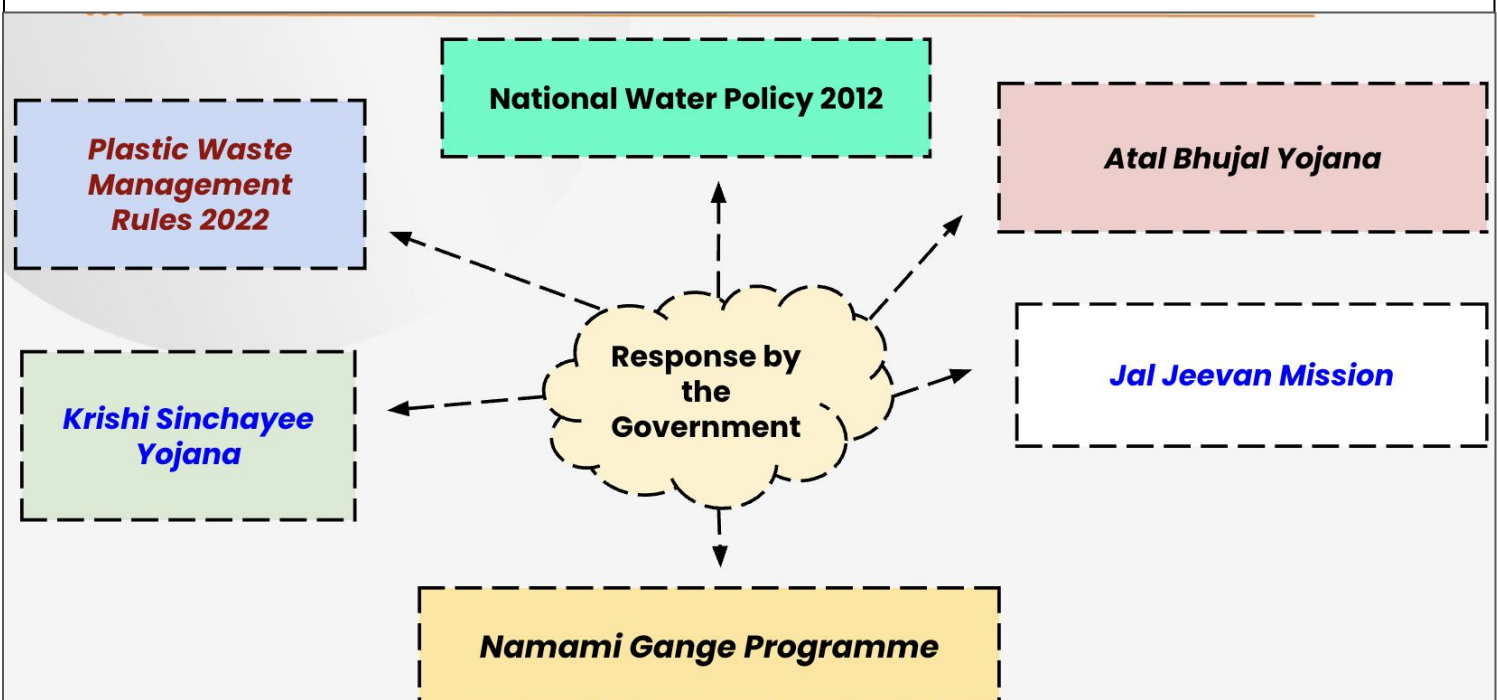 National Water Policy 2012
Plastic Waste
Management
Rules 2022
Atal Bhujal Yojana
Response by
the
Government
Jal Jeevan Mission
Krishi Sinchayee
Yojana
Namami Gange Programme